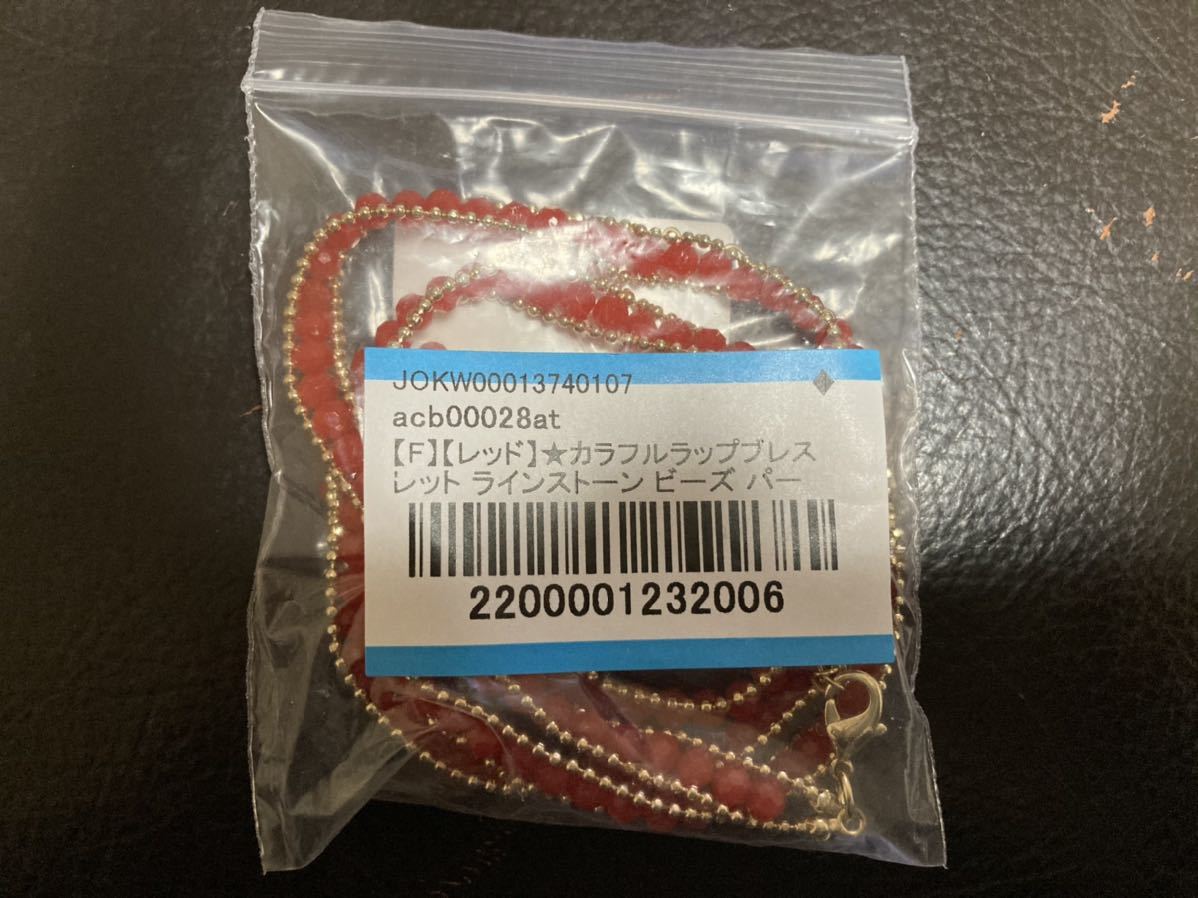 JOKW00013740107
acb00028at
【F】【レッド】★カラフルラップブレス
レット ラインストーン ビーズ パー
2200001232006